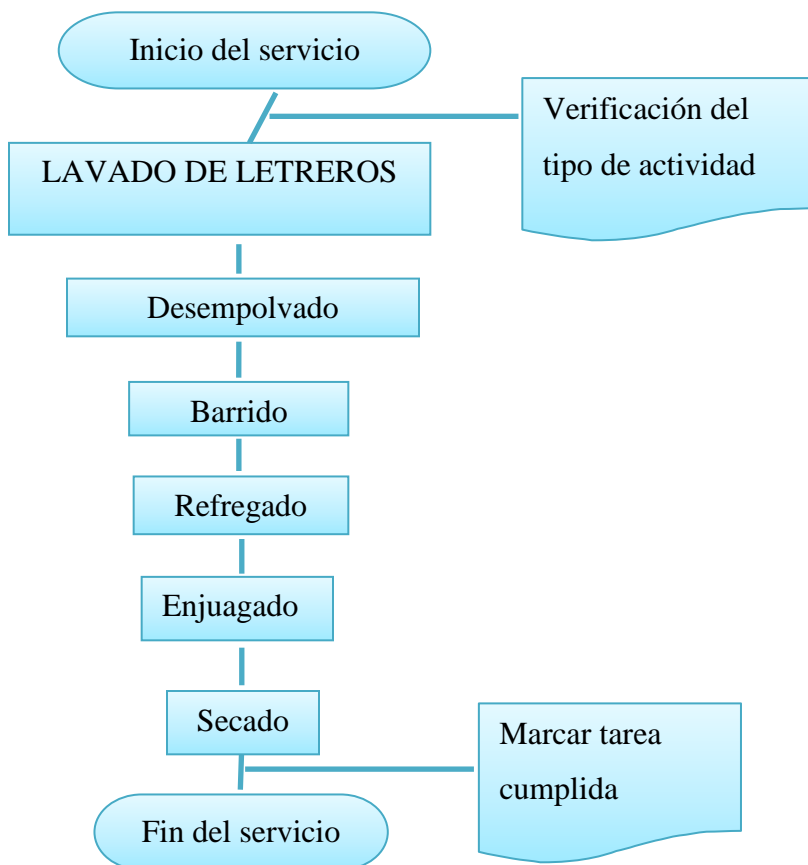 Inicio del servicio
Verificación del
tipo de actividad
LAVADO DE LETREROS
Desempolvado
Barrido
Refregado
Enjuagado
Secado
Marcar tarea
cumplida
Fin del servicio